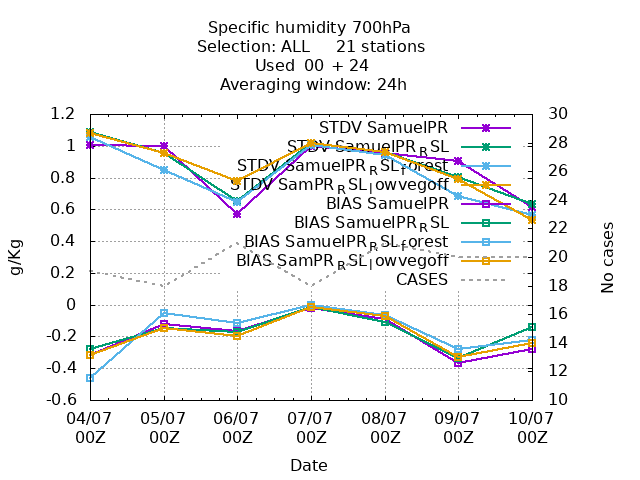 Specific humidity 700hPa
Selection: ALL 21 stations
Used 00 + 24
Averaging window: 24h
g/Kg
No cases
1.2
1
0.8
0.6
0.4
0.2
0
-0.2
-0.4
-0.6
30
28
26
24
22
20
18
16
14
12
10
STDV SamuelPR
STDV SamuelPR_RSL
STDV SamuelPR_RSL_forest
STDV SamPR_RSL_lowvegoff
BIAS SamuelPR
BIAS SamuelPR_RSL
BIAS SamuelPR_RSL_forest
BIAS SamPR_RSL_lowvegoff
CASES
04/07 05/07 06/07 07/07 08/07 09/07 10/07
00Z 00Z 00Z 00Z 00Z 00Z 00Z
Date